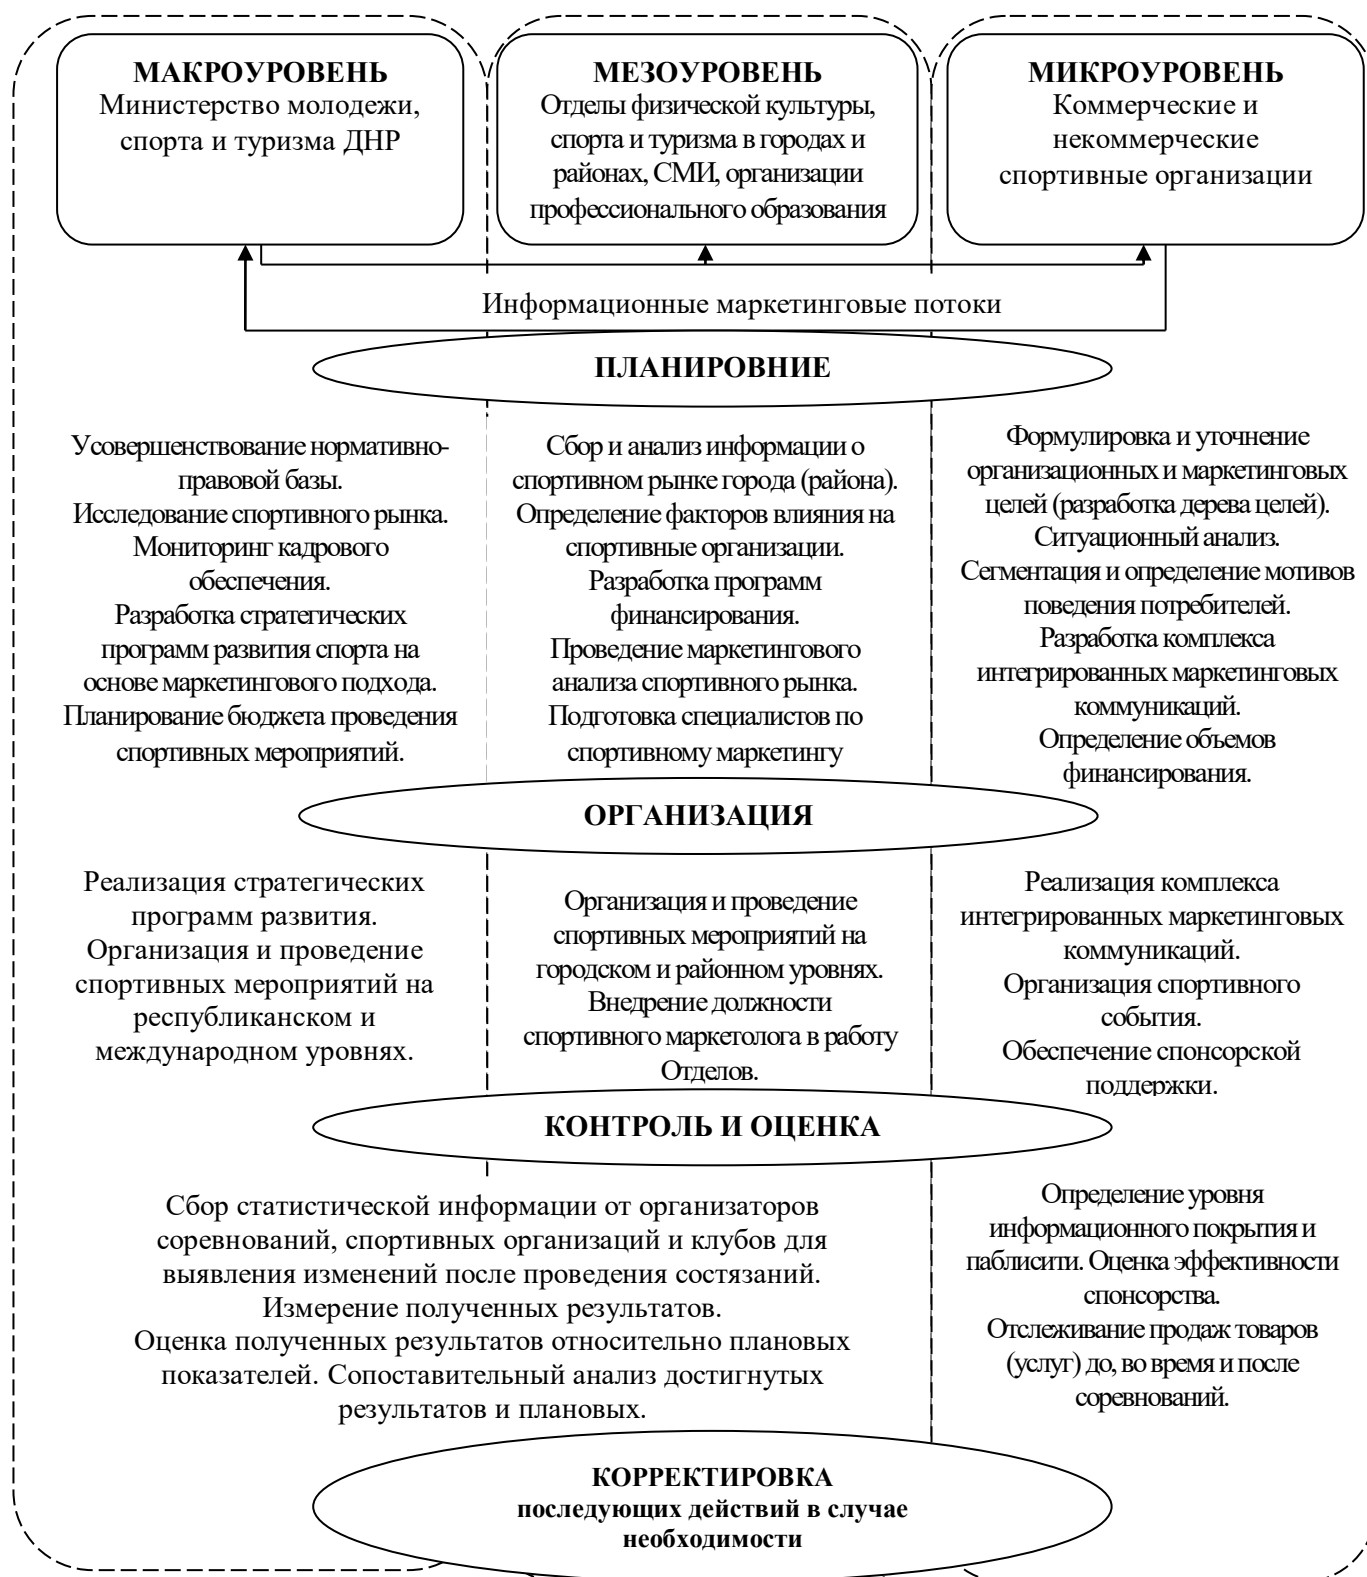 МАКРОУРОВЕНЬ
Министерство молодежи,
спорта и туризма ДНР
МЕЗОУРОВЕНЬ
Отделы физической культуры,
спорта и туризма в городах и
районах, СМИ, организации
профессионального образования
МИКРОУРОВЕНЬ
Коммерческие и
некоммерческие
спортивные организации
Информационные маркетинговые потоки
ПЛАНИРОВНИЕ
Усовершенствование нормативно-
правовой базы.
Исследование спортивного рынка.
Мониторинг кадрового
обеспечения.
Разработка стратегических
программ развития спорта на
основе маркетингового подхода.
Планирование бюджета проведения
спортивных мероприятий.
Сбор и анализ информации о
спортивном рынке города (района).
Определение факторов влияния на
спортивные организации.
Разработка программ
финансирования.
Проведение маркетингового
анализа спортивного рынка.
Подготовка специалистов по
спортивному маркетингу
Формулировка и уточнение
организационных и маркетинговых
целей (разработка дерева целей).
Ситуационный анализ.
Сегментация и определение мотивов
поведения потребителей.
Разработка комплекса
интегрированных маркетинговых
коммуникаций.
Определение объемов
финансирования.
ОРГАНИЗАЦИЯ
Реализация стратегических
программ развития.
Организация и проведение
спортивных мероприятий на
республиканском и
международном уровнях.
Организация и проведение
спортивных мероприятий на
городском и районном уровнях.
Внедрение должности
спортивного маркетолога в работу
Отделов.
Реализация комплекса
интегрированных маркетинговых
коммуникаций.
Организация спортивного
события.
Обеспечение спонсорской
поддержки.
КОНТРОЛЬ И ОЦЕНКА
Сбор статистической информации от организаторов
соревнований, спортивных организаций и клубов для
выявления изменений после проведения состязаний.
Измерение полученных результатов.
Оценка полученных результатов относительно плановых
показателей. Сопоставительный анализ достигнутых
результатов и плановых.
Определение уровня
информационного покрытия и
паблисити. Оценка эффективности
спонсорства.
Отслеживание продаж товаров
(услуг) до, во время и после
соревнований.
КОРРЕКТИРОВКА
последующих действий в случае
необходимости